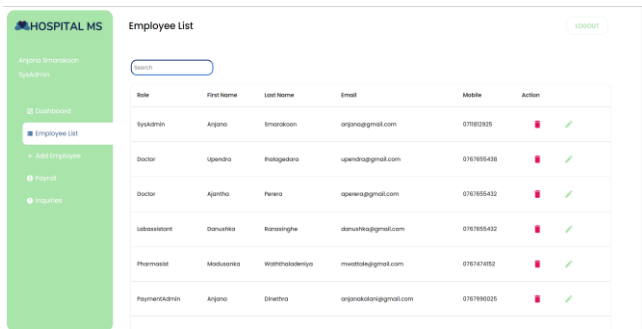 HOSPITAL MS
Employee List
LOGOUT
Anjana Smarakoon
SysAdmin
Search
Dashboard
Employee List
+ Add Employee
Payroll
Inquiries
Role First Name Last Name Email Mobile Action
SysAdmin Anjana Smarakoon anjana@gmail.com 0711812925
Doctor Upendra Ihalagedara upendra@gmail.com 0767655438
Doctor Ajantha Perera aperera@gmail.com 0767655432
Labassistant Danushka Ranasinghe danushka@gmail.com 0767655432
Pharmasist Madusanka Waththaladeniya mwattale@gmail.com 0767474152
PaymentAdmin Anjana Dinethra anjanakalani@gmail.com 0767990025